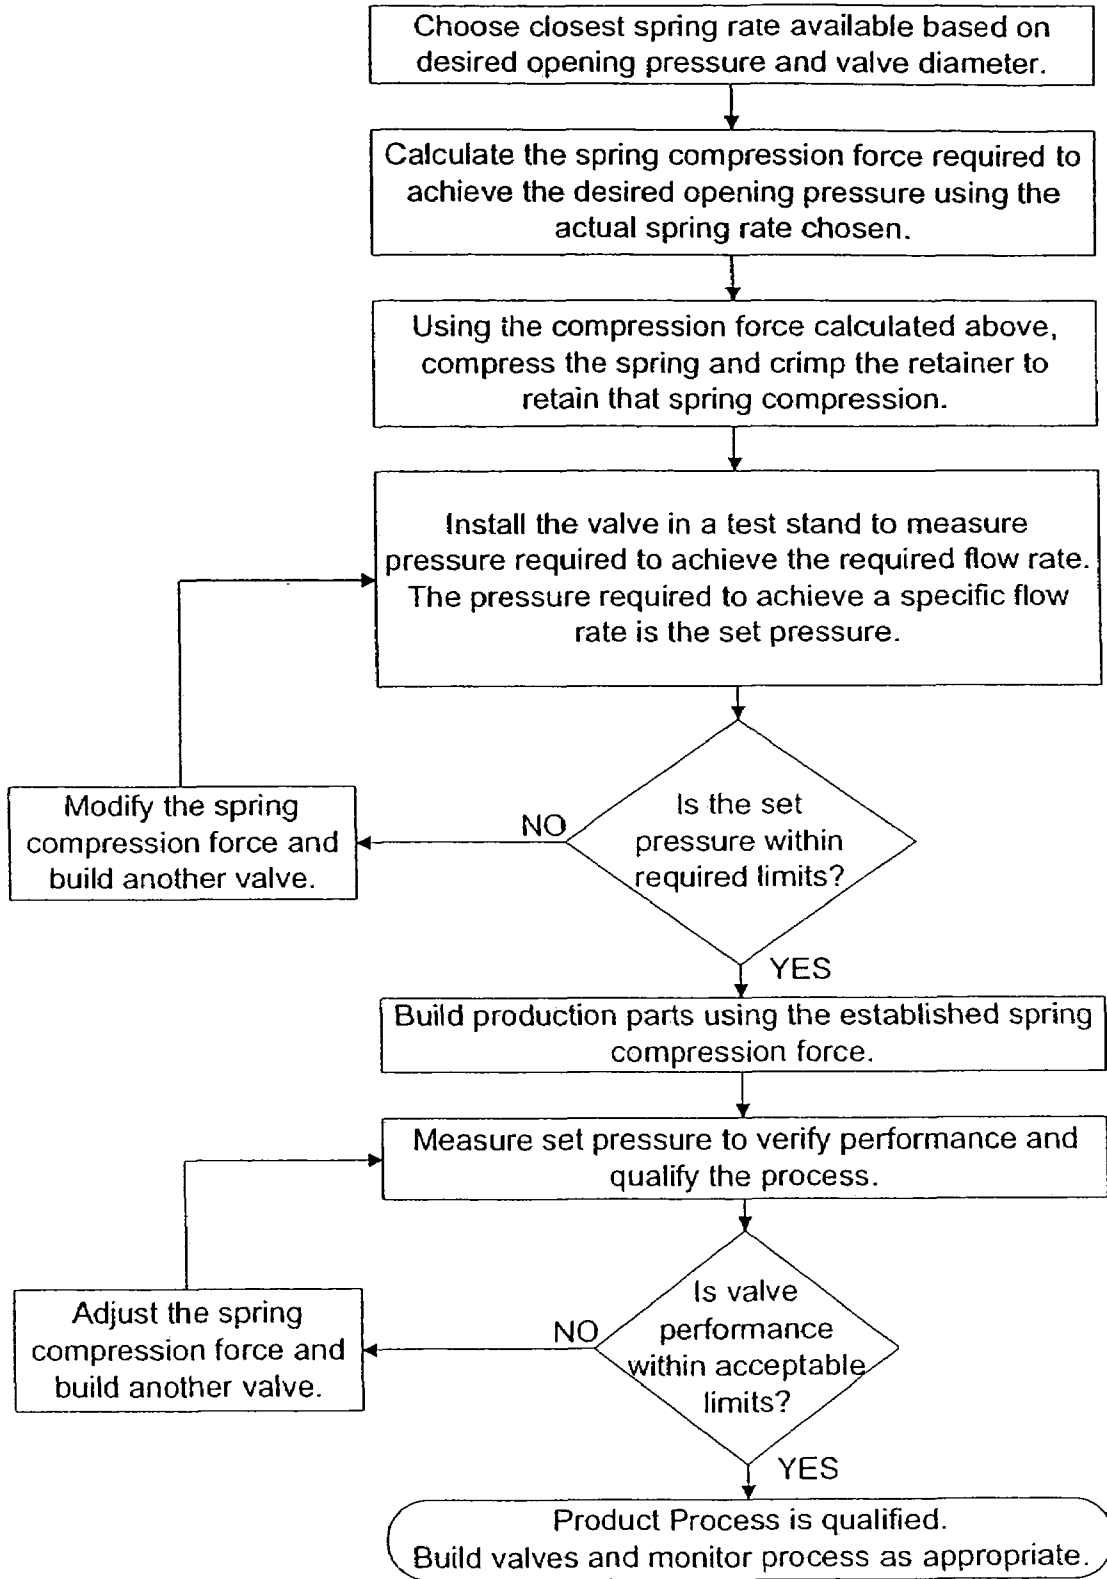 Choose closest spring rate available based on
desired opening pressure and valve diameter.
Calculate the spring compression force required to
achieve the desired opening pressure using the
actual spring rate chosen.
Using the compression force calculated above,
compress the spring and crimp the retainer to
retain that spring compression.
Install the valve in a test stand to measure
pressure required to achieve the required flow rate.
The pressure required to achieve a specific flow
rate is the set pressure.
Is the set
pressure within
required limits?
NO
Modify the spring
compression force and
build another valve.
YES
Build production parts using the established spring
compression force.
Measure set pressure to verify performance and
qualify the process.
Is valve
performance
within acceptable
limits?
NO
Adjust the spring
compression force and
build another valve.
YES
Product Process is qualified.
Build valves and monitor process as appropriate.